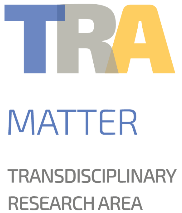 TRA
MATTER
TRANSDISCIPLINARY
RESEARCH AREA